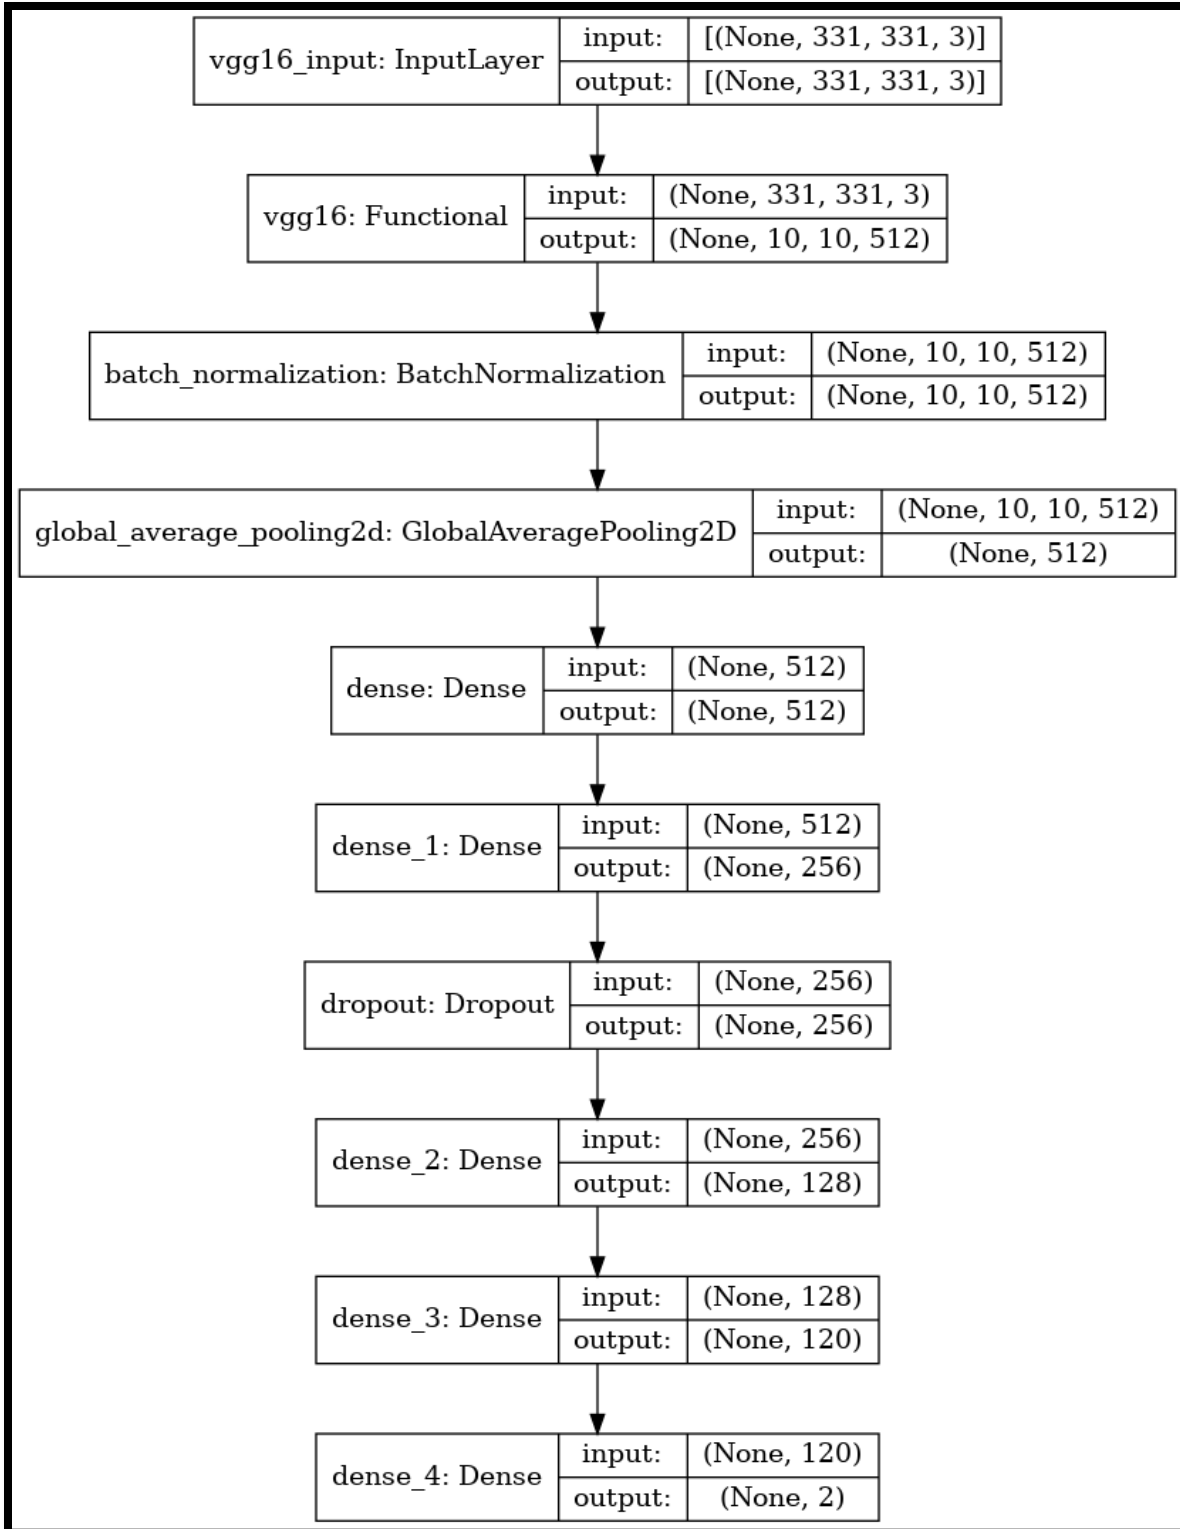 vgg16_input: InputLayer
input: [(None, 331, 331, 3)]
output: [(None, 331, 331, 3)]
vgg16: Functional
input: (None, 331, 331, 3)
output: (None, 10, 10, 512)
batch_normalization: BatchNormalization
input: (None, 10, 10, 512)
output: (None, 10, 10, 512)
global_average_pooling2d: GlobalAveragePooling2D
input: (None, 10, 10, 512)
output: (None, 512)
dense: Dense
input: (None, 512)
output: (None, 512)
dense_1: Dense
input: (None, 512)
output: (None, 256)
dropout: Dropout
input: (None, 256)
output: (None, 256)
dense_2: Dense
input: (None, 256)
output: (None, 128)
dense_3: Dense
input: (None, 128)
output: (None, 120)
dense_4: Dense
input: (None, 120)
output: (None, 2)